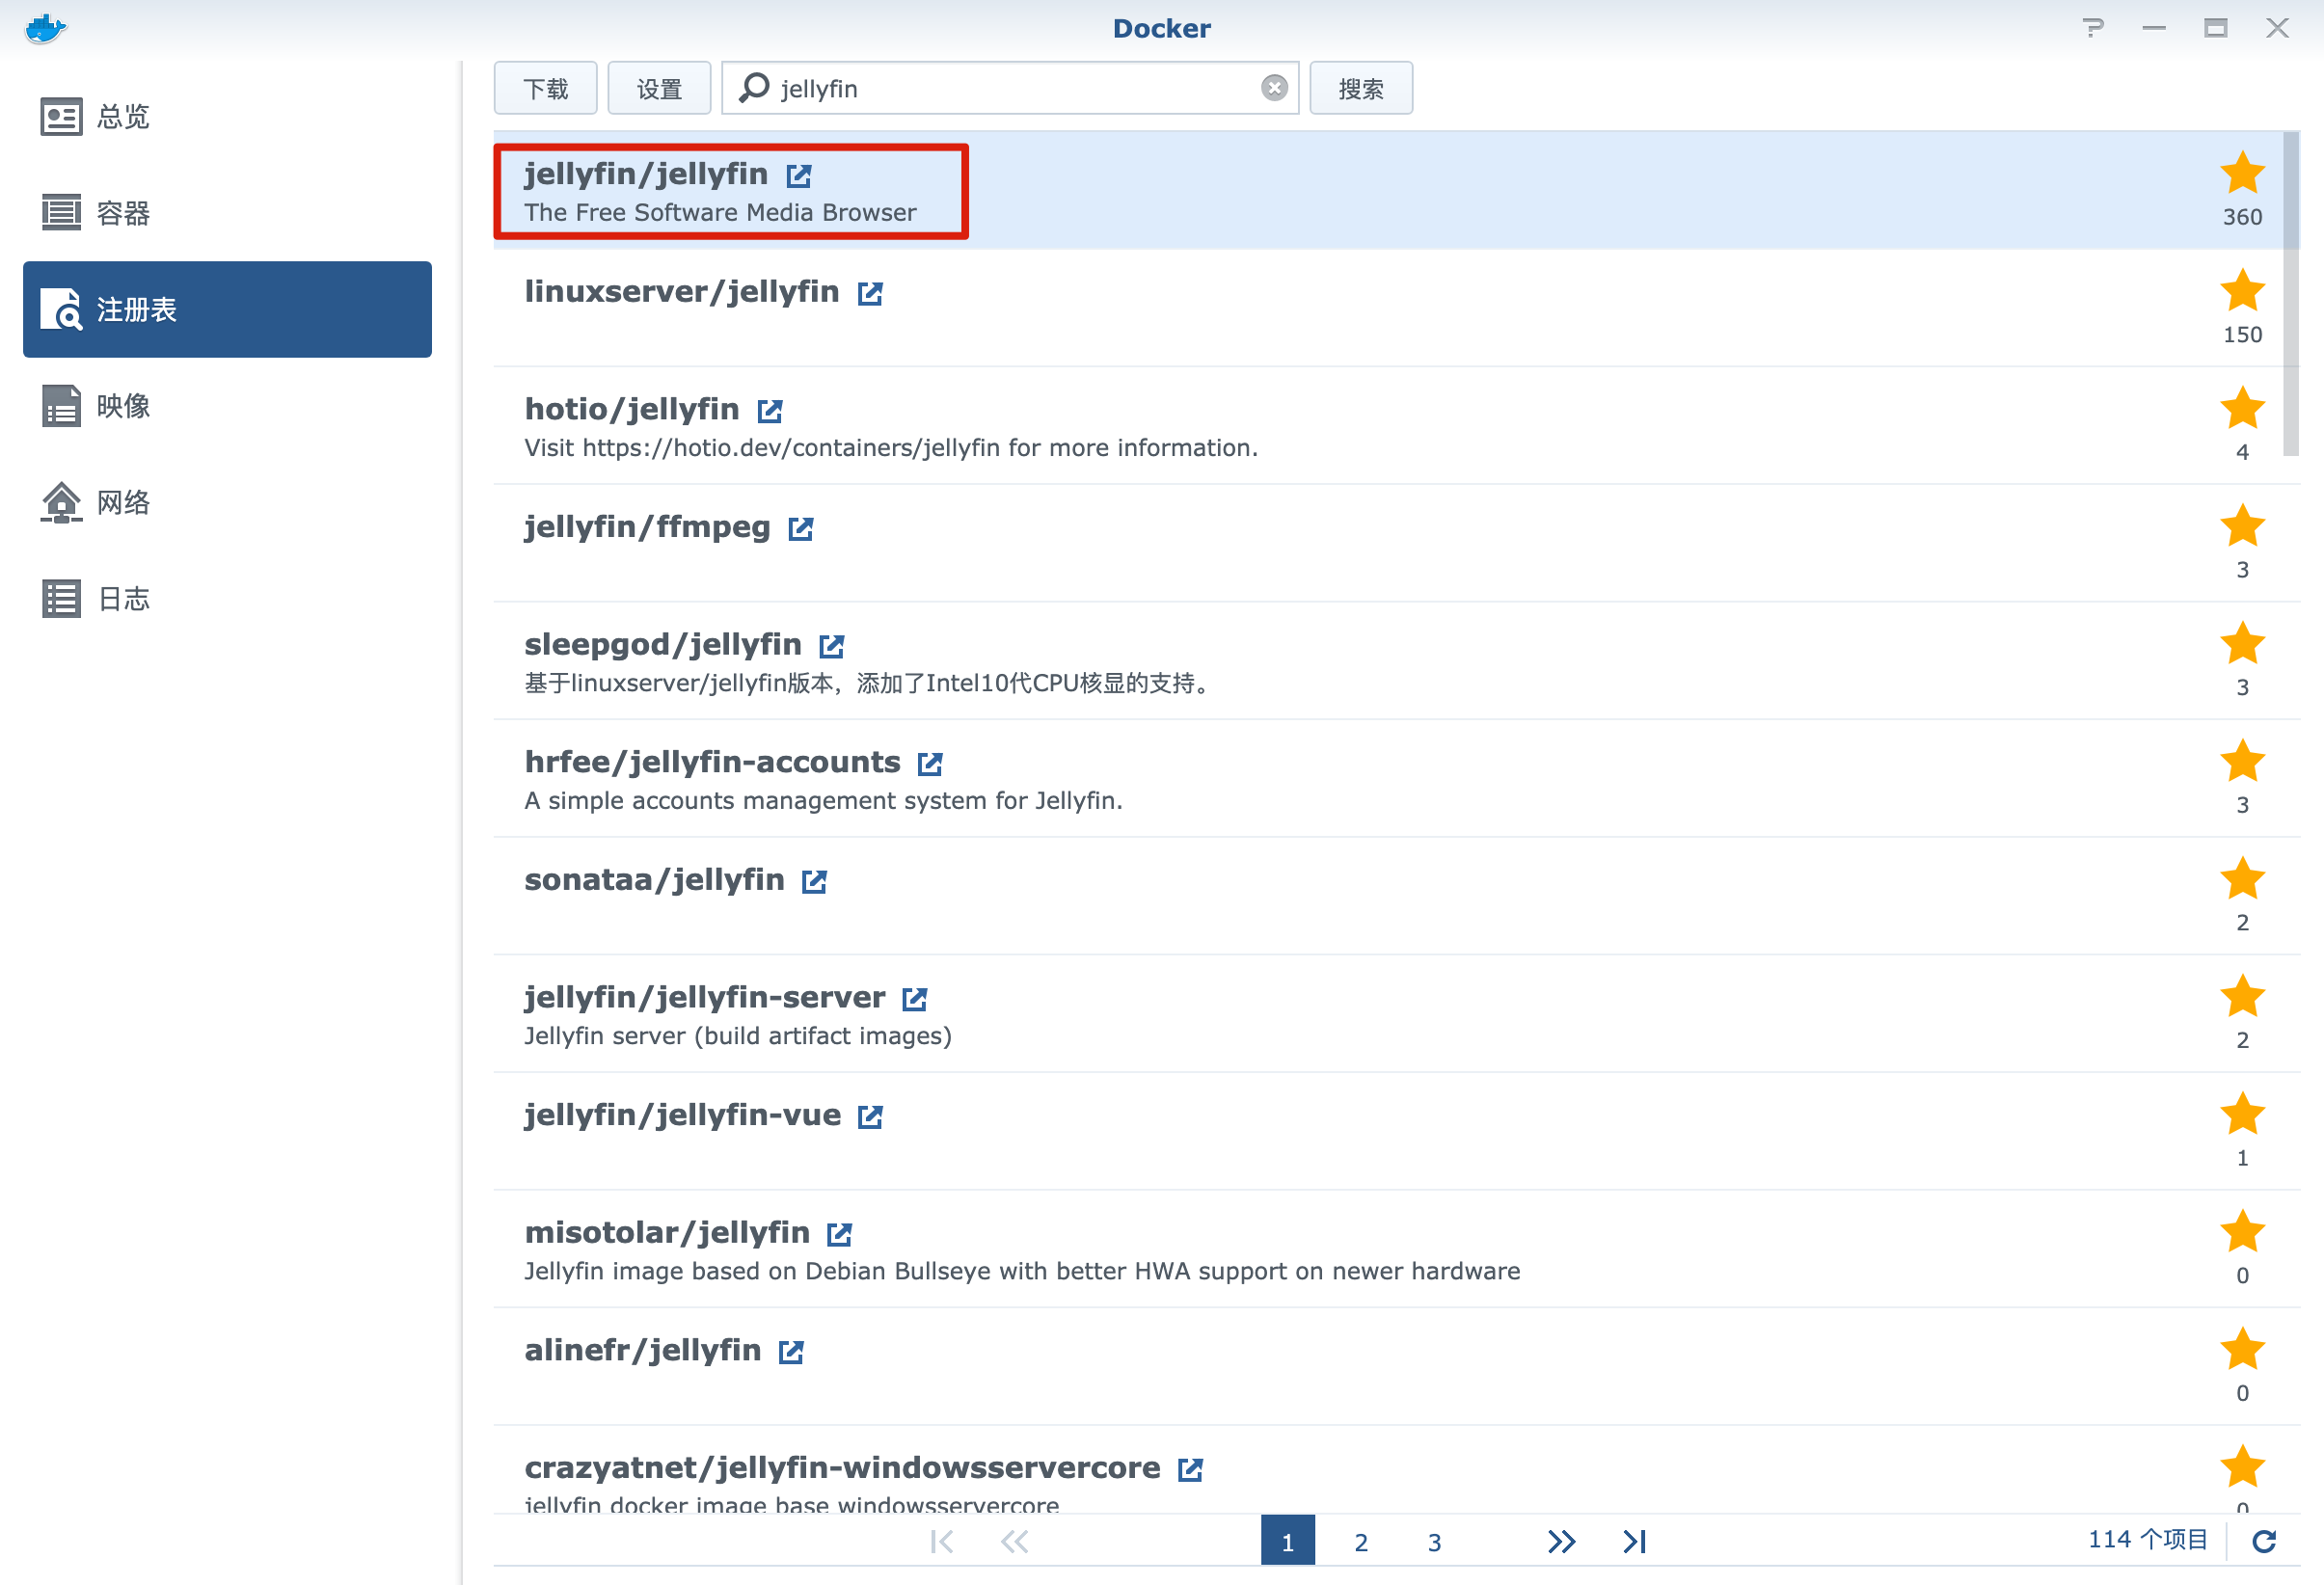 Docker
总览
容器
注册表
映像
网络
日志
下载 设置 jellyfin 搜索
jellyfin/jellyfin
The Free Software Media Browser
360
linuxserver/jellyfin
150
hotio/jellyfin
Visit https://hotio.dev/containers/jellyfin for more information.
4
jellyfin/ffmpeg
3
sleepgod/jellyfin
基于linuxserver/jellyfin版本，添加了Intel10代CPU核显的支持。
3
hrfee/jellyfin-accounts
A simple accounts management system for Jellyfin.
3
sonataa/jellyfin
2
jellyfin/jellyfin-server
Jellyfin server (build artifact images)
2
jellyfin/jellyfin-vue
1
misotolar/jellyfin
Jellyfin image based on Debian Bullseye with better HWA support on newer hardware
0
alinefr/jellyfin
0
crazyatnet/jellyfin-windowsservercore
jellyfin docker image base windowsservercore
0
1 2 3
114 个项目